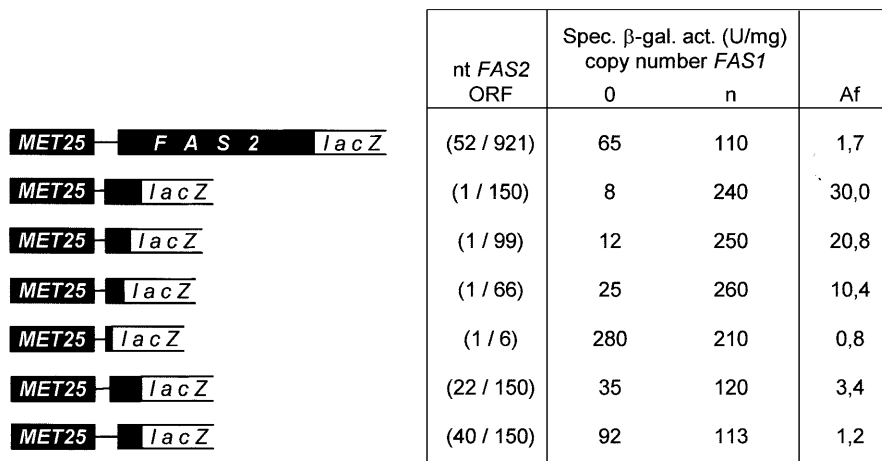 Spec. β-gal. act. (U/mg)
nt FAS2 copy number FAS1
ORF 0 n Af
MET25 F A S 2 lacZ (52 / 921) 65 110 1,7
MET25 lacZ (1 / 150) 8 240 30,0
MET25 lacZ (1 / 99) 12 250 20,8
MET25 lacZ (1 / 66) 25 260 10,4
MET25 lacZ (1 / 6) 280 210 0,8
MET25 lacZ (22 / 150) 35 120 3,4
MET25 lacZ (40 / 150) 92 113 1,2